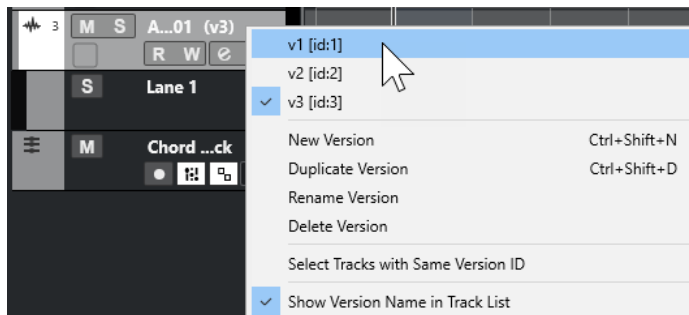 3 M S A...01 (v3)
R W e
S Lane 1
M Chord ...ck
v1 [id:1]
v2 [id:2]
v3 [id:3]
New Version Ctrl+Shift+N
Duplicate Version Ctrl+Shift+D
Rename Version
Delete Version
Select Tracks with Same Version ID
Show Version Name in Track List